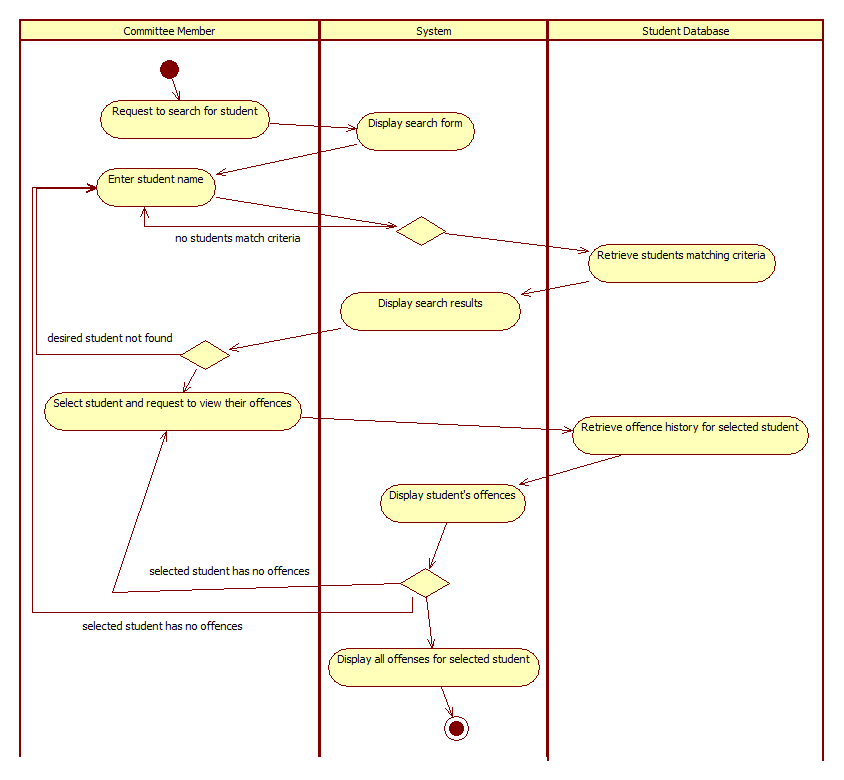 Committee Member
System
Student Database
Request to search for student
Display search form
Enter student name
no students match criteria
Retrieve students matching criteria
Display search results
desired student not found
Select student and request to view their offences
Retrieve offence history for selected student
Display student's offences
selected student has no offences
selected student has no offences
Display all offenses for selected student